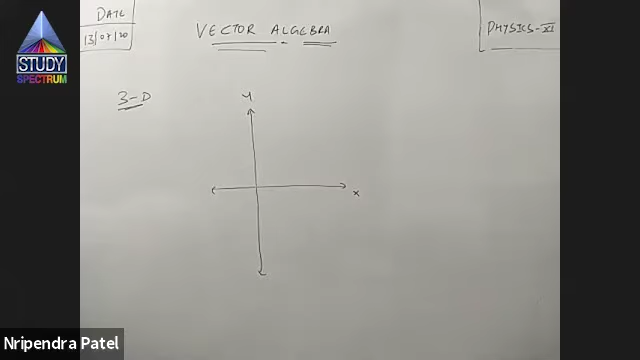 DATE
13/07/20
VECTOR ALGEBRA
PHYSICS-XI
STUDY
SPECTRUM
3-D
y
x
Nripendra Patel